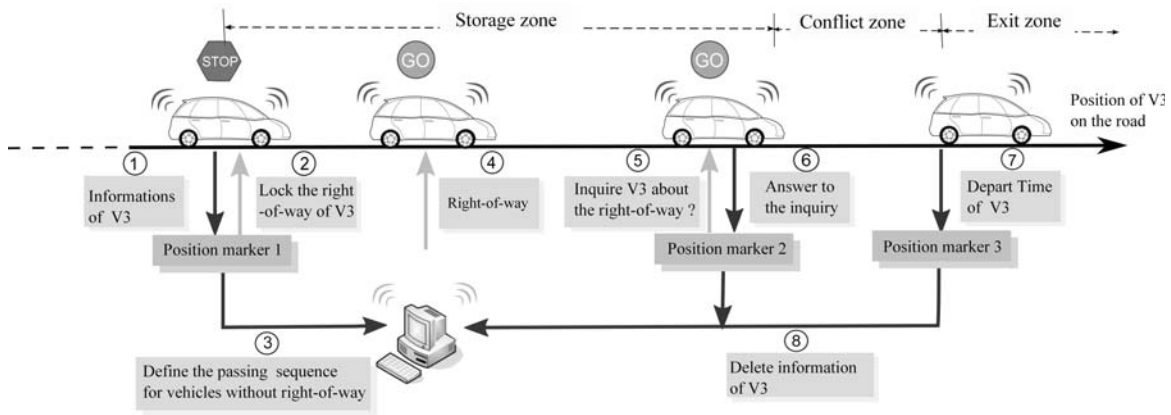 Storage zone
Conflict zone
Exit zone
STOP
GO
GO
Position of V3
on the road
1
2
4
5
6
7
Informations
of V3
Lock the right
-of-way of V3
Right-of-way
Inquire V3 about
the right-of-way ?
Answer to
the inquiry
Depart Time
of V3
Position marker 1
Position marker 2
Position marker 3
3
8
Define the passing sequence
for vehicles without right-of-way
Delete information
of V3